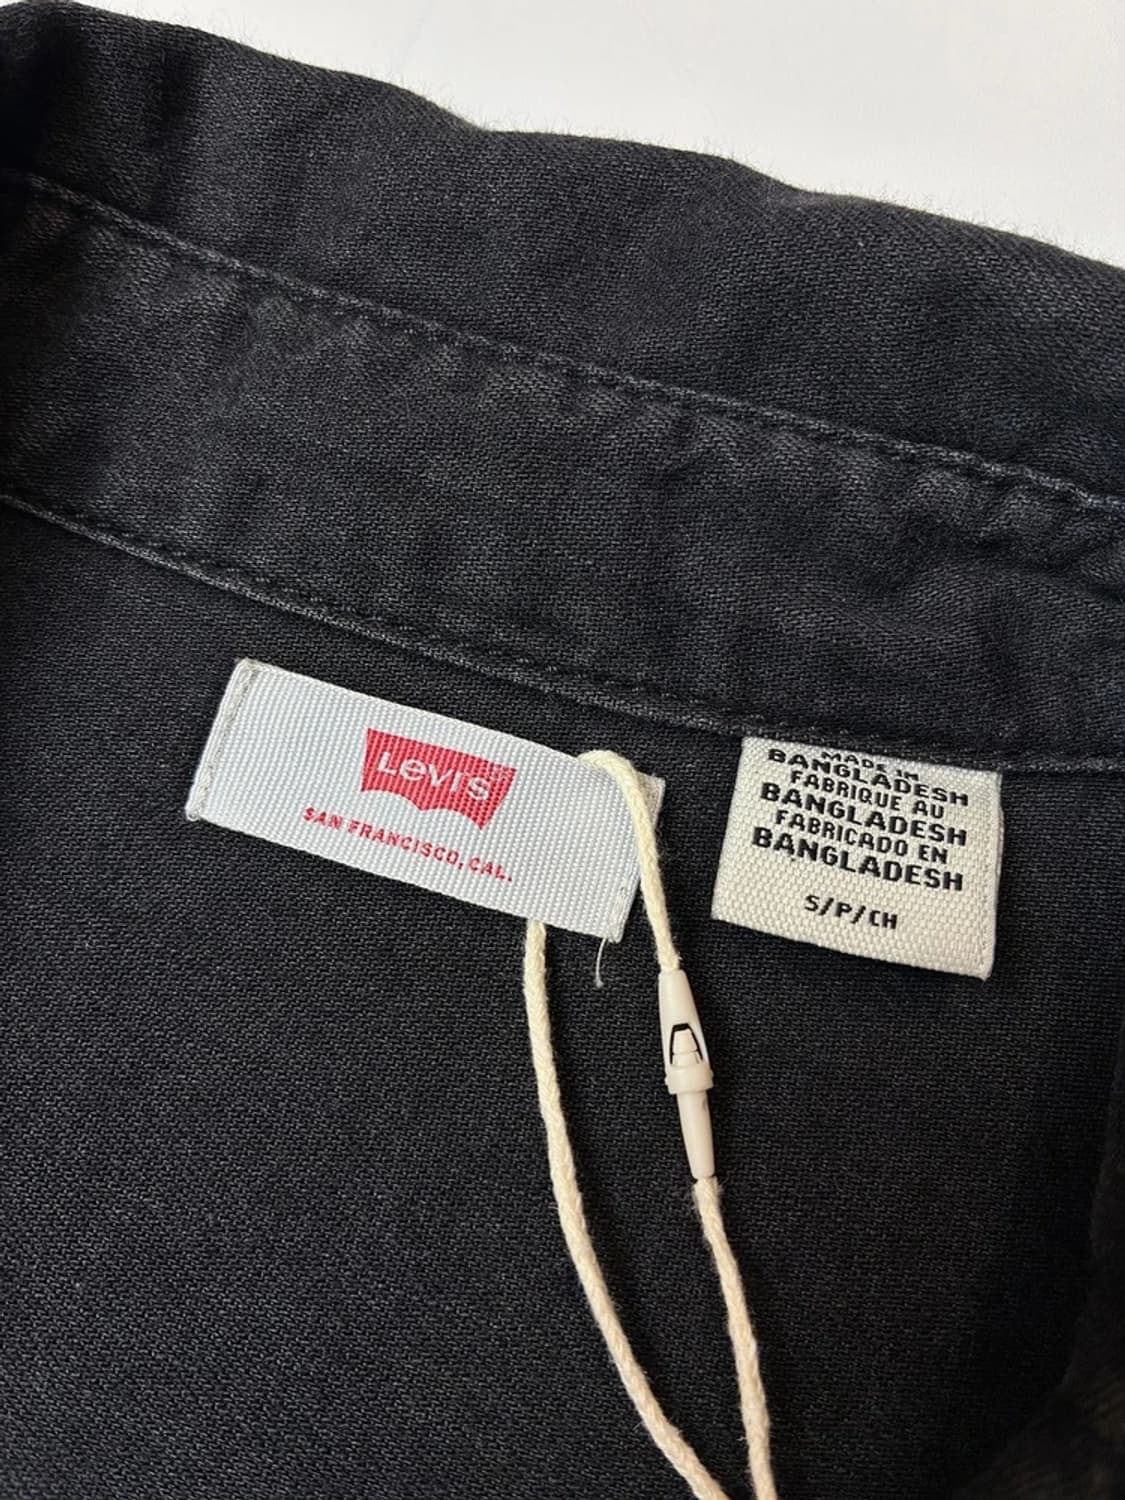 Levi's
SAN FRANCISCO, CAL.
MADE IN
BANGLADESH
FABRIQUE AU
BANGLADESH
FABRICADO EN
BANGLADESH
S/P/CH